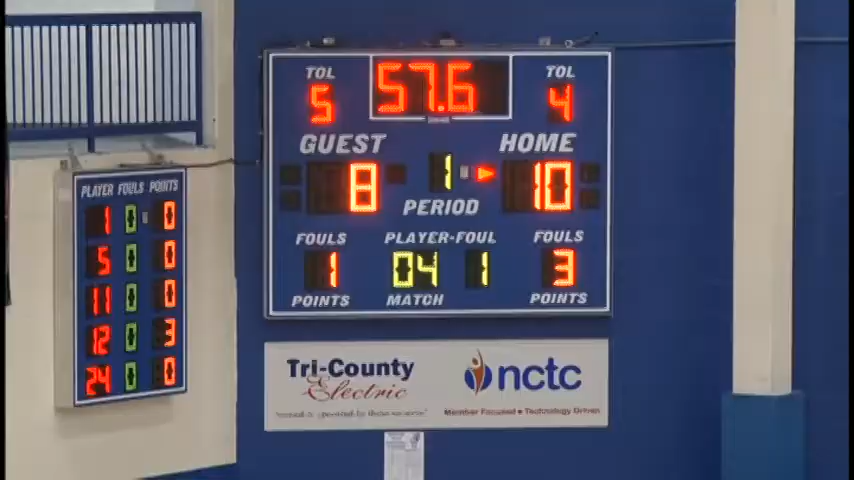 TOL 57.6 TOL
5 4
GUEST HOME
8 1 10
PERIOD
FOULS PLAYER-FOUL FOULS
1 04 1 3
POINTS MATCH POINTS
PLAYER FOULS POINTS
1 0 0
5 0 0
11 0 0
12 0 3
24 0 0
Tri-County
Electric
nctc
Member Focused • Technology Driven